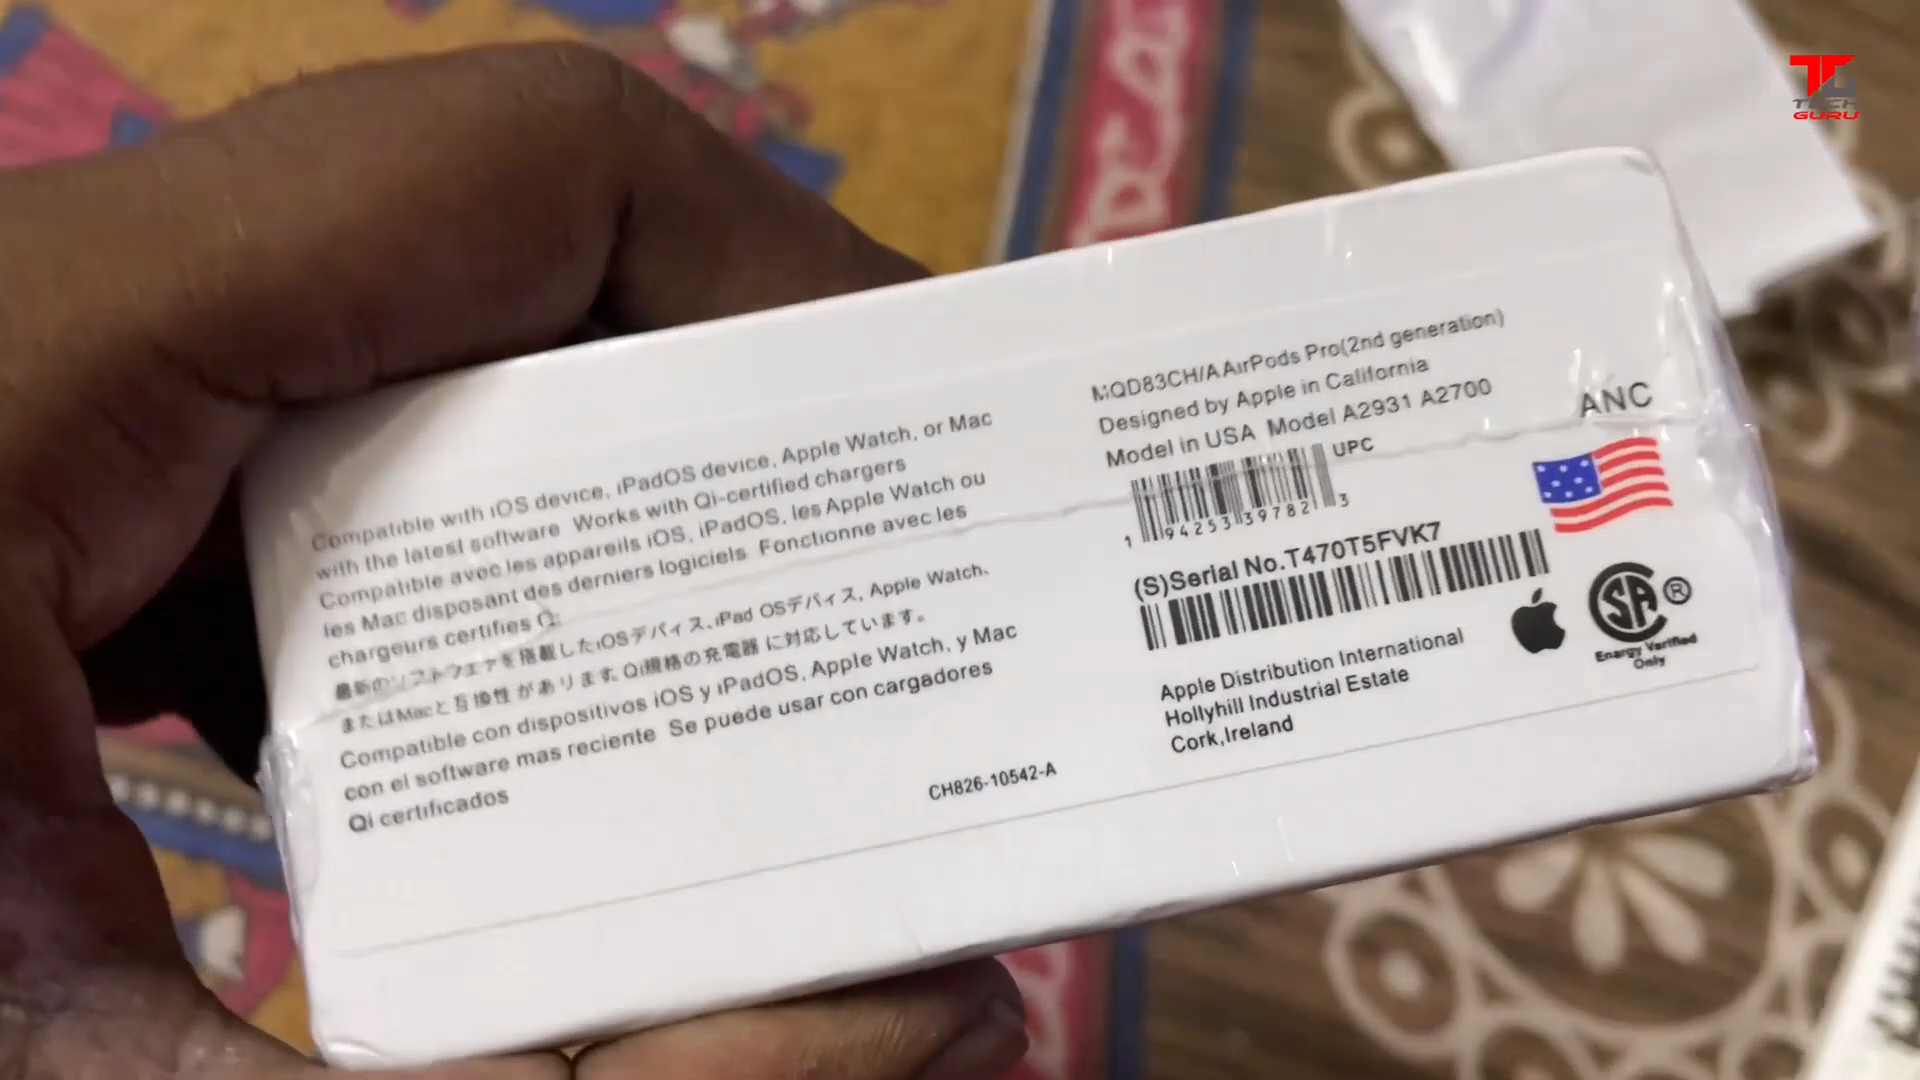 TECH
GURU
Compatible with iOS device, iPadOS device, Apple Watch, or Mac
with the latest software Works with Qi-certified chargers
Compatible avec les appareils iOS, iPadOS, les Apple Watch ou
les Mac disposant des derniers logiciels Fonctionne avec les
chargeurs certifies
最新のソフトウェアを搭載したiOSデバイス、iPad OSデバイス, Apple Watch、
またはMacと互換性があります. Qi規格の充電器に対応しています。
Compatible con dispositivos iOS y iPadOS, Apple Watch, y Mac
con el software mas reciente Se puede usar con cargadores
Qi certificados
CH826-10542-A
MQD83CH/A AirPods Pro(2nd generation)
Designed by Apple in California
Model in USA Model A2931 A2700
UPC
1 94253 39782 3
(S)Serial No.T470T5FVK7
Apple Distribution International
Hollyhill Industrial Estate
Cork,Ireland
ANC
SA ®
Energy Verified
Only